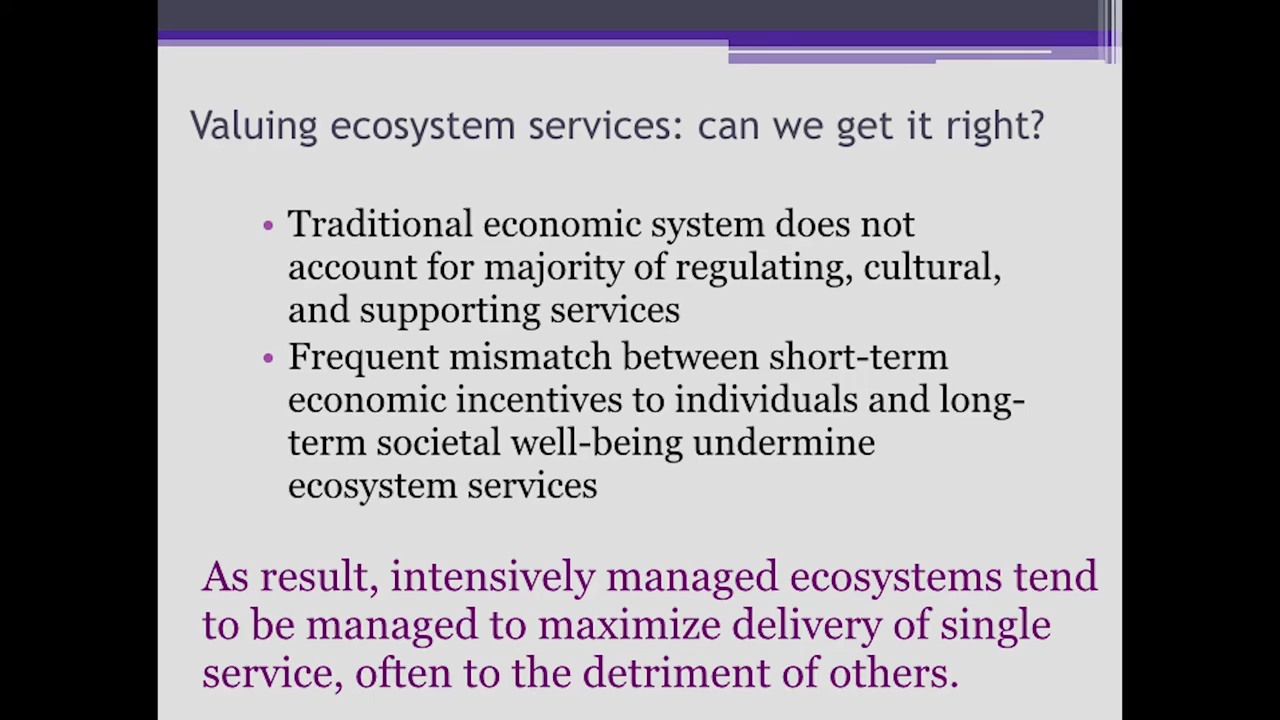 Valuing ecosystem services: can we get it right?
• Traditional economic system does not
account for majority of regulating, cultural,
and supporting services
• Frequent mismatch between short-term
economic incentives to individuals and long-
term societal well-being undermine
ecosystem services
As result, intensively managed ecosystems tend
to be managed to maximize delivery of single
service, often to the detriment of others.